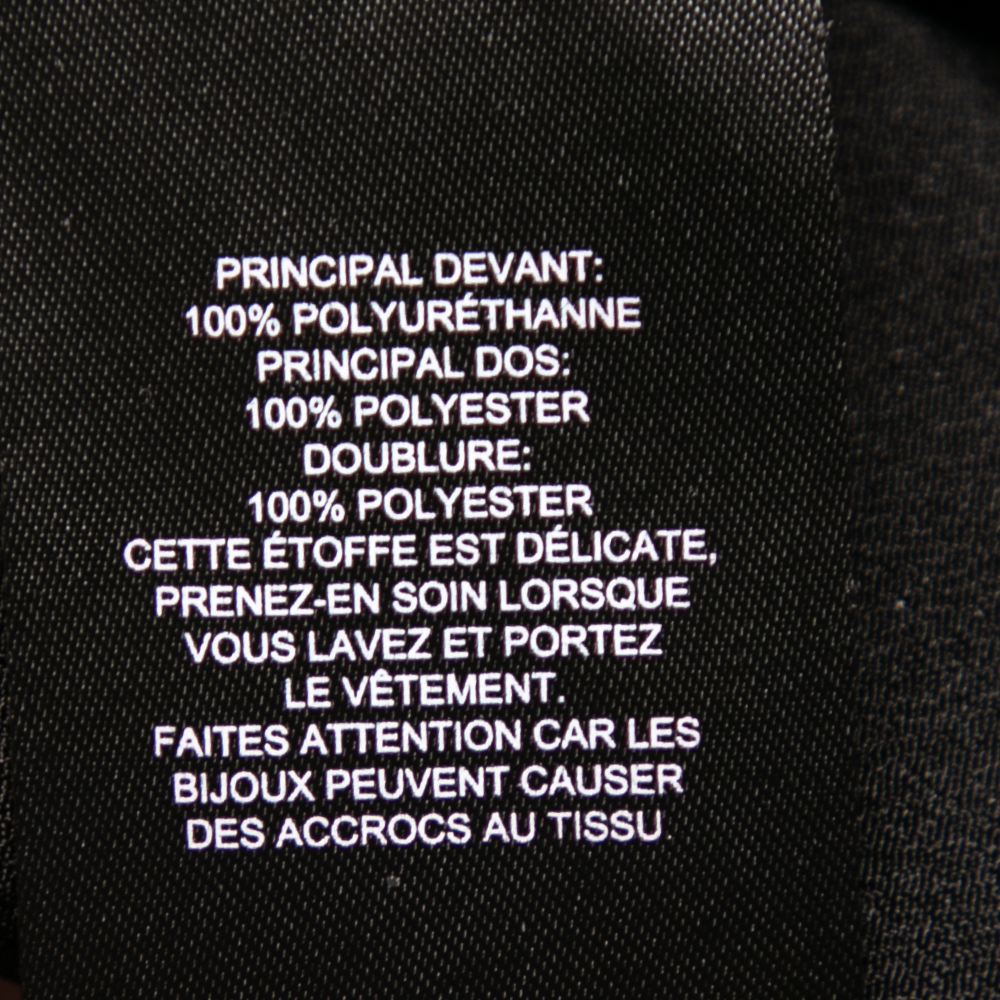 PRINCIPAL DEVANT:
100% POLYURÉTHANNE
PRINCIPAL DOS:
100% POLYESTER
DOUBLURE:
100% POLYESTER
CETTE ÉTOFFE EST DÉLICATE,
PRENEZ-EN SOIN LORSQUE
VOUS LAVEZ ET PORTEZ
LE VÊTEMENT.
FAITES ATTENTION CAR LES
BIJOUX PEUVENT CAUSER
DES ACCROCS AU TISSU.